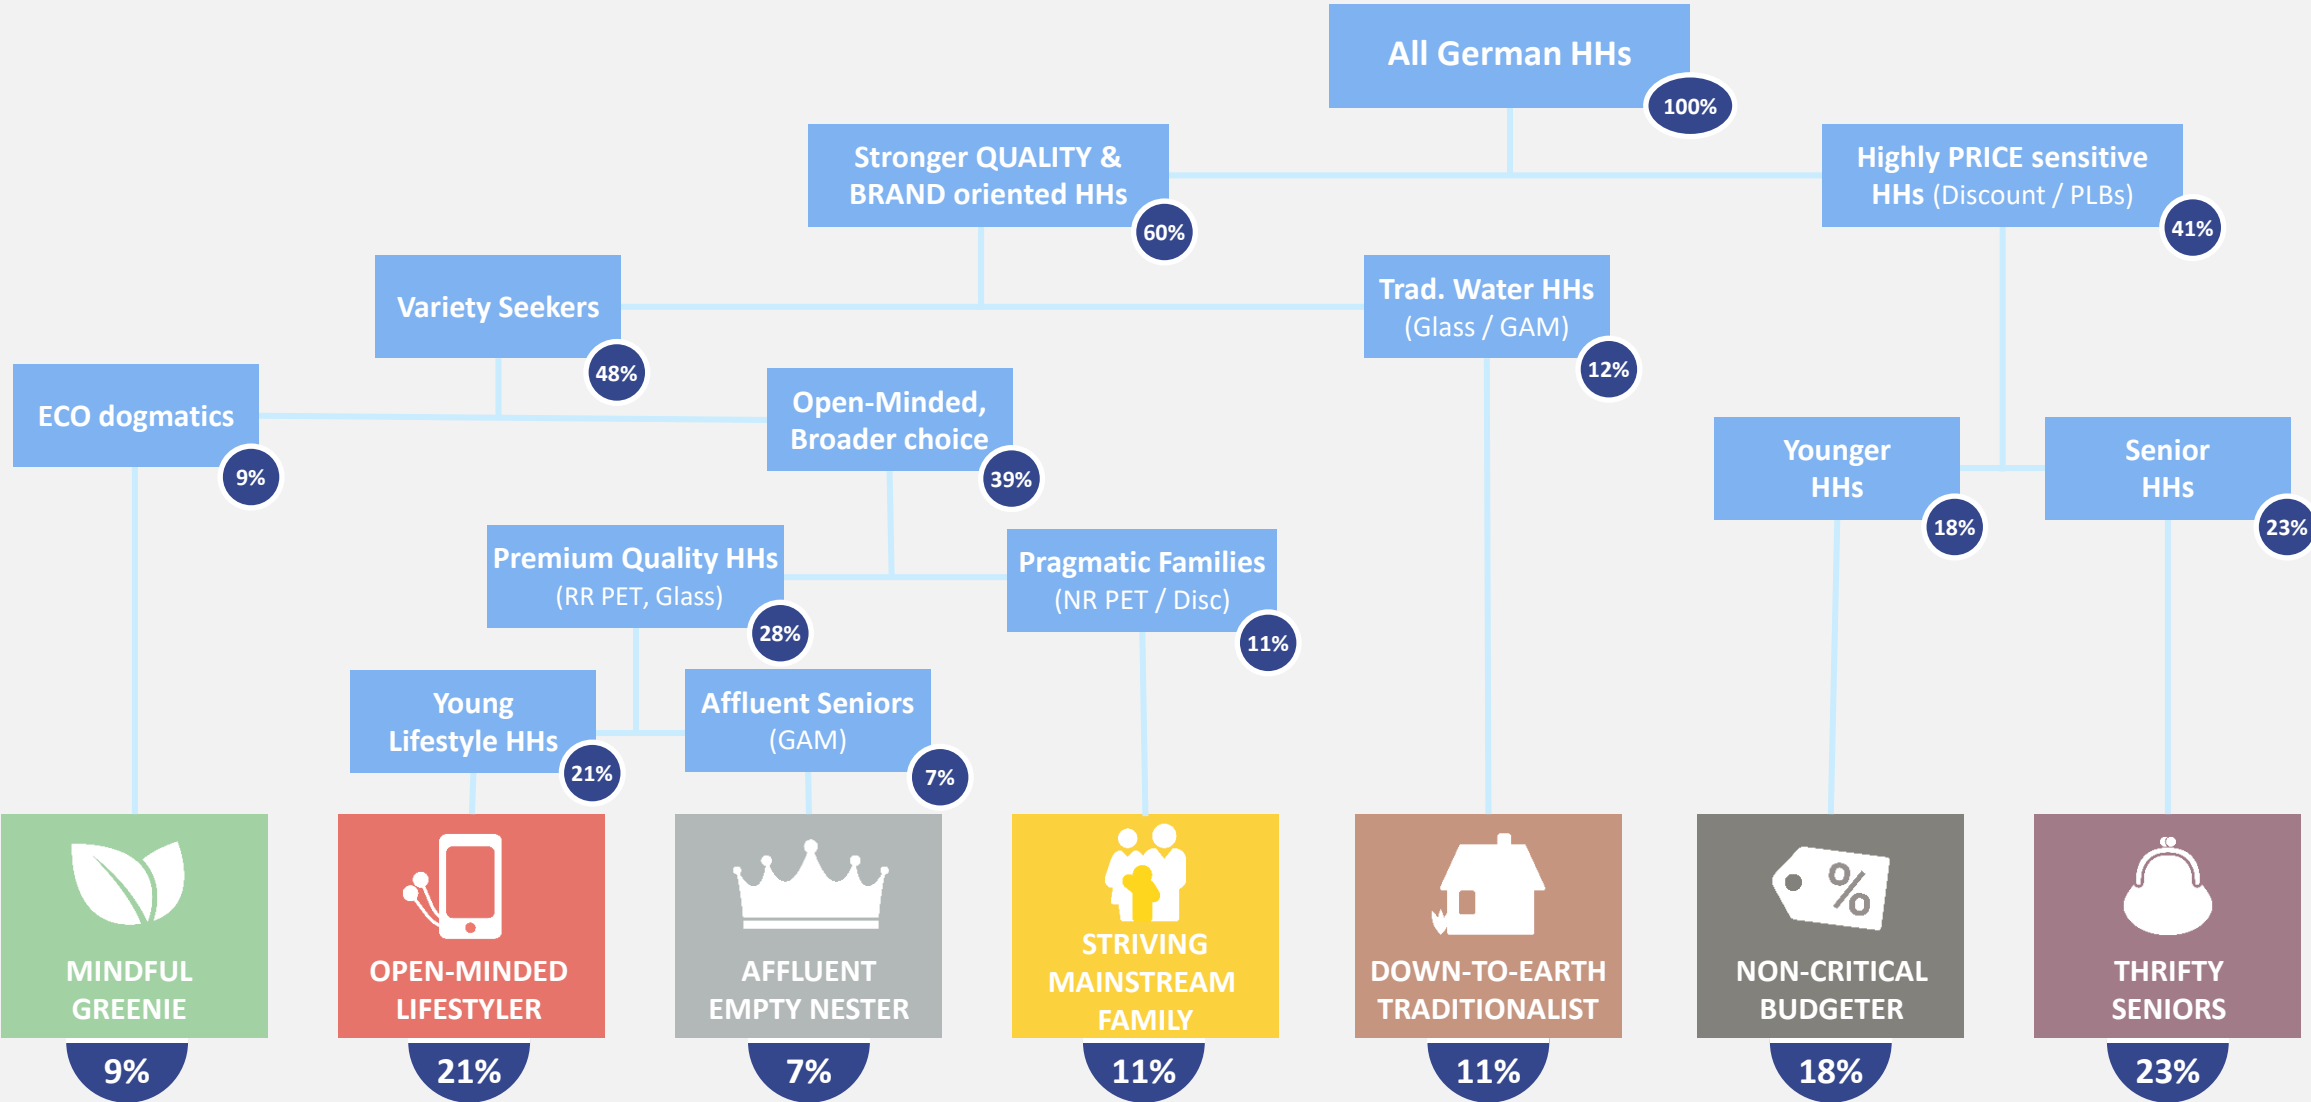 All German HHs
100%
Stronger QUALITY &
BRAND oriented HHs
60%
Highly PRICE sensitive
HHs (Discount / PLBs)
41%
Variety Seekers
48%
Trad. Water HHs
(Glass / GAM)
12%
ECO dogmatics
9%
Open-Minded,
Broader choice
39%
Younger
HHs
18%
Senior
HHs
23%
Premium Quality HHs
(RR PET, Glass)
28%
Pragmatic Families
(NR PET / Disc)
11%
Young
Lifestyle HHs
21%
Affluent Seniors
(GAM)
7%
MINDFUL
GREENIE
9%
OPEN-MINDED
LIFESTYLER
21%
AFFLUENT
EMPTY NESTER
7%
STRIVING
MAINSTREAM
FAMILY
11%
DOWN-TO-EARTH
TRADITIONALIST
11%
%
NON-CRITICAL
BUDGETER
18%
THRIFTY
SENIORS
23%